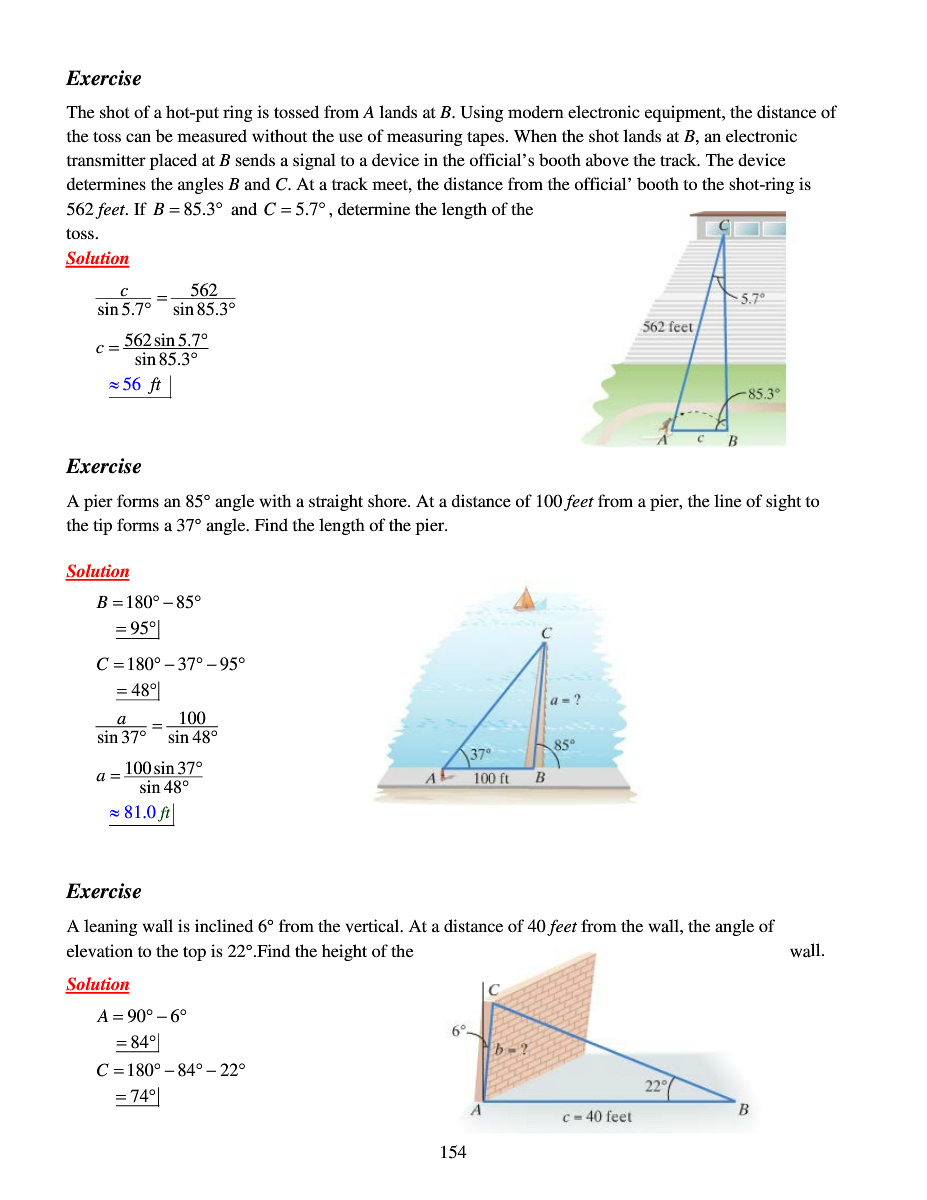 Exercise
The shot of a hot-put ring is tossed from A lands at B. Using modern electronic equipment, the distance of
the toss can be measured without the use of measuring tapes. When the shot lands at B, an electronic
transmitter placed at B sends a signal to a device in the official's booth above the track. The device
determines the angles B and C. At a track meet, the distance from the official' booth to the shot-ring is
562 feet. If B = 85.3° and C = 5.7°, determine the length of the
toss.
Solution
c / sin 5.7° = 562 / sin 85.3°
c = 562 sin 5.7° / sin 85.3°
≈ 56 ft
C
5.7°
562 feet
85.3°
A
c
B
Exercise
A pier forms an 85° angle with a straight shore. At a distance of 100 feet from a pier, the line of sight to
the tip forms a 37° angle. Find the length of the pier.
Solution
B = 180° − 85°
= 95°
C = 180° − 37° − 95°
= 48°
a / sin 37° = 100 / sin 48°
a = 100 sin 37° / sin 48°
≈ 81.0 ft
C
a = ?
37°
85°
A
100 ft
B
Exercise
A leaning wall is inclined 6° from the vertical. At a distance of 40 feet from the wall, the angle of
elevation to the top is 22°.Find the height of the wall.
Solution
A = 90° − 6°
= 84°
C = 180° − 84° − 22°
= 74°
C
6°
b = ?
22°
A
c = 40 feet
B
154